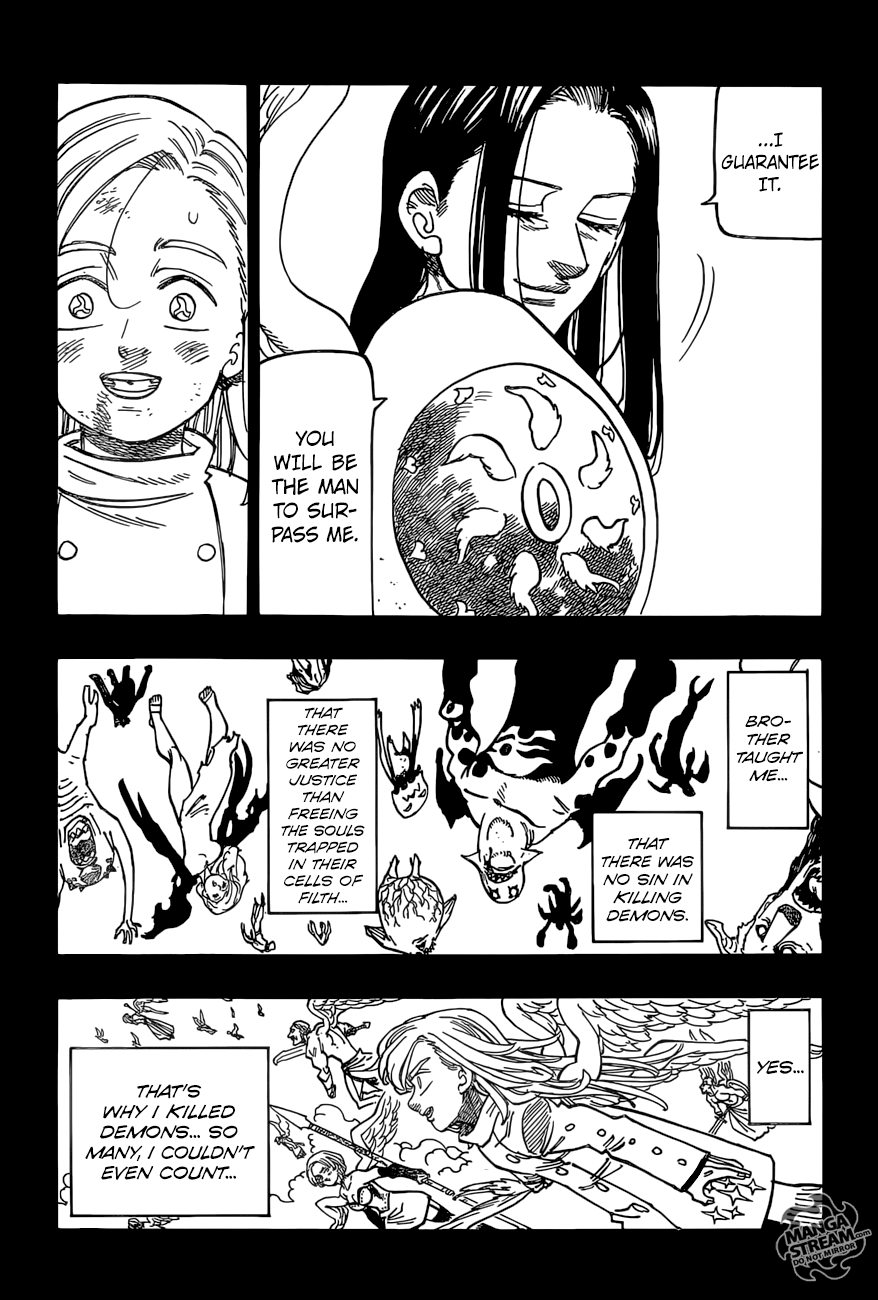 ...I
GUARANTEE
IT.
YOU
WILL BE
THE MAN
TO SUR-
PASS ME.
BRO-
THER
TAUGHT
ME...
THAT
THERE WAS
NO SIN IN
KILLING
DEMONS.
THAT
THERE
WAS NO
GREATER
JUSTICE
THAN
FREEING
THE SOULS
TRAPPED
IN THEIR
CELLS OF
FILTH...
YES...
THAT'S
WHY I KILLED
DEMONS... SO
MANY, I COULDN'T
EVEN COUNT...
MANGA
STREAM.com
DO NOT MIRROR